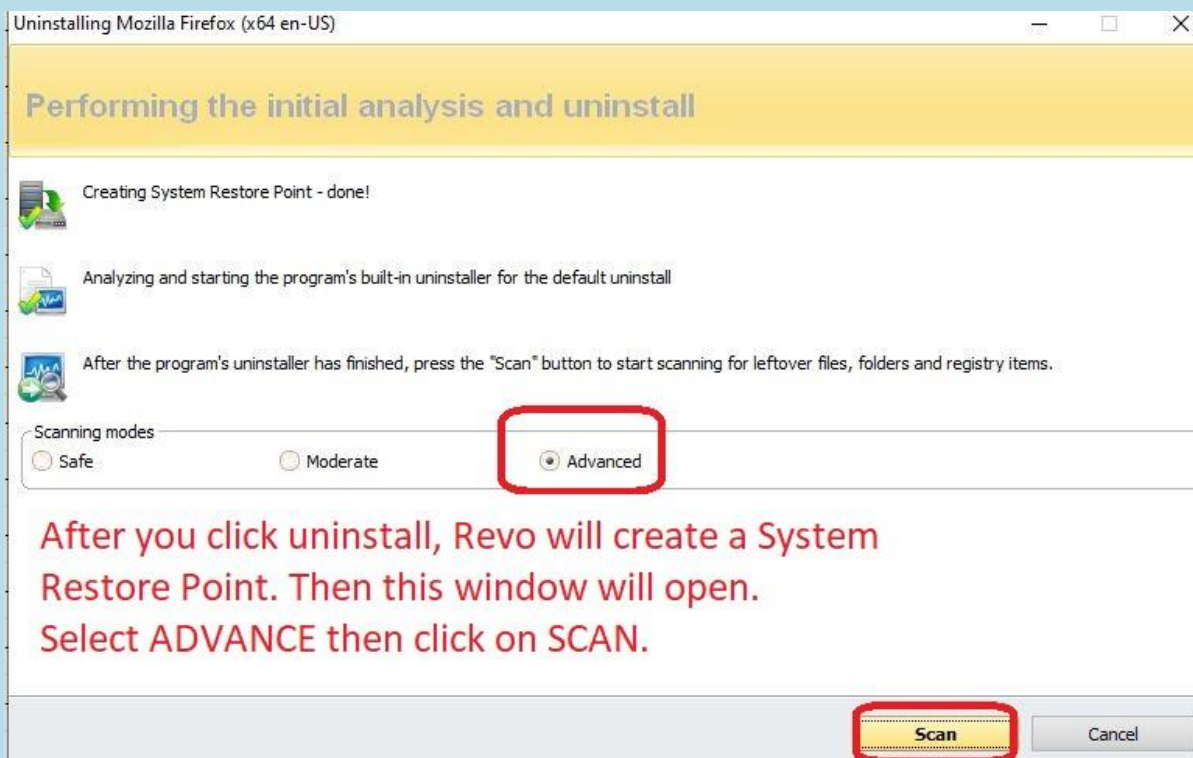 Uninstalling Mozilla Firefox (x64 en-US)
Performing the initial analysis and uninstall
Creating System Restore Point - done!
Analyzing and starting the program's built-in uninstaller for the default uninstall
After the program's uninstaller has finished, press the "Scan" button to start scanning for leftover files, folders and registry items.
Scanning modes
Safe Moderate Advanced
After you click uninstall, Revo will create a System
Restore Point. Then this window will open.
Select ADVANCE then click on SCAN.
Scan Cancel